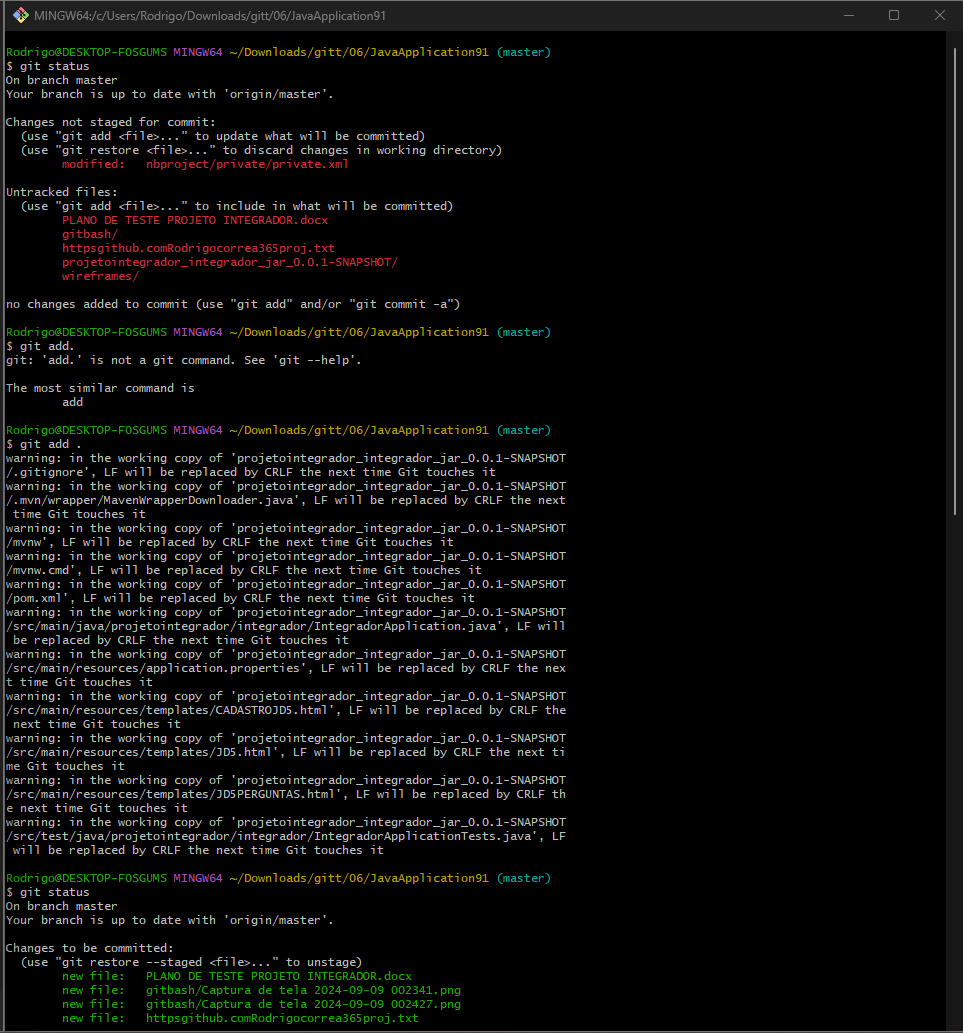 MINGW64:/c/Users/Rodrigo/Downloads/gitt/06/JavaApplication91
Rodrigo@DESKTOP-FOSGUMS MINGW64 ~/Downloads/gitt/06/JavaApplication91 (master)
$ git status
On branch master
Your branch is up to date with 'origin/master'.
Changes not staged for commit:
  (use "git add <file>..." to update what will be committed)
  (use "git restore <file>..." to discard changes in working directory)
        modified:   nbproject/private/private.xml
Untracked files:
  (use "git add <file>..." to include in what will be committed)
        PLANO DE TESTE PROJETO INTEGRADOR.docx
        gitbash/
        httpsgithub.comRodrigocorrea365proj.txt
        projetointegrador_integrador_jar_0.0.1-SNAPSHOT/
        wireframes/
no changes added to commit (use "git add" and/or "git commit -a")
Rodrigo@DESKTOP-FOSGUMS MINGW64 ~/Downloads/gitt/06/JavaApplication91 (master)
$ git add.
git: 'add.' is not a git command. See 'git --help'.
The most similar command is
        add
Rodrigo@DESKTOP-FOSGUMS MINGW64 ~/Downloads/gitt/06/JavaApplication91 (master)
$ git add .
warning: in the working copy of 'projetointegrador_integrador_jar_0.0.1-SNAPSHOT
/.gitignore', LF will be replaced by CRLF the next time Git touches it
warning: in the working copy of 'projetointegrador_integrador_jar_0.0.1-SNAPSHOT
/.mvn/wrapper/MavenWrapperDownloader.java', LF will be replaced by CRLF the next
 time Git touches it
warning: in the working copy of 'projetointegrador_integrador_jar_0.0.1-SNAPSHOT
/mvnw', LF will be replaced by CRLF the next time Git touches it
warning: in the working copy of 'projetointegrador_integrador_jar_0.0.1-SNAPSHOT
/mvnw.cmd', LF will be replaced by CRLF the next time Git touches it
warning: in the working copy of 'projetointegrador_integrador_jar_0.0.1-SNAPSHOT
/pom.xml', LF will be replaced by CRLF the next time Git touches it
warning: in the working copy of 'projetointegrador_integrador_jar_0.0.1-SNAPSHOT
/src/main/java/projetointegrador/integrador/IntegradorApplication.java', LF will
 be replaced by CRLF the next time Git touches it
warning: in the working copy of 'projetointegrador_integrador_jar_0.0.1-SNAPSHOT
/src/main/resources/application.properties', LF will be replaced by CRLF the nex
t time Git touches it
warning: in the working copy of 'projetointegrador_integrador_jar_0.0.1-SNAPSHOT
/src/main/resources/templates/CADASTROJD5.html', LF will be replaced by CRLF the
 next time Git touches it
warning: in the working copy of 'projetointegrador_integrador_jar_0.0.1-SNAPSHOT
/src/main/resources/templates/JD5.html', LF will be replaced by CRLF the next ti
me Git touches it
warning: in the working copy of 'projetointegrador_integrador_jar_0.0.1-SNAPSHOT
/src/main/resources/templates/JD5PERGUNTAS.html', LF will be replaced by CRLF th
e next time Git touches it
warning: in the working copy of 'projetointegrador_integrador_jar_0.0.1-SNAPSHOT
/src/test/java/projetointegrador/integrador/IntegradorApplicationTests.java', LF
 will be replaced by CRLF the next time Git touches it
Rodrigo@DESKTOP-FOSGUMS MINGW64 ~/Downloads/gitt/06/JavaApplication91 (master)
$ git status
On branch master
Your branch is up to date with 'origin/master'.
Changes to be committed:
  (use "git restore --staged <file>..." to unstage)
        new file:   PLANO DE TESTE PROJETO INTEGRADOR.docx
        new file:   gitbash/Captura de tela 2024-09-09 002341.png
        new file:   gitbash/Captura de tela 2024-09-09 002427.png
        new file:   httpsgithub.comRodrigocorrea365proj.txt